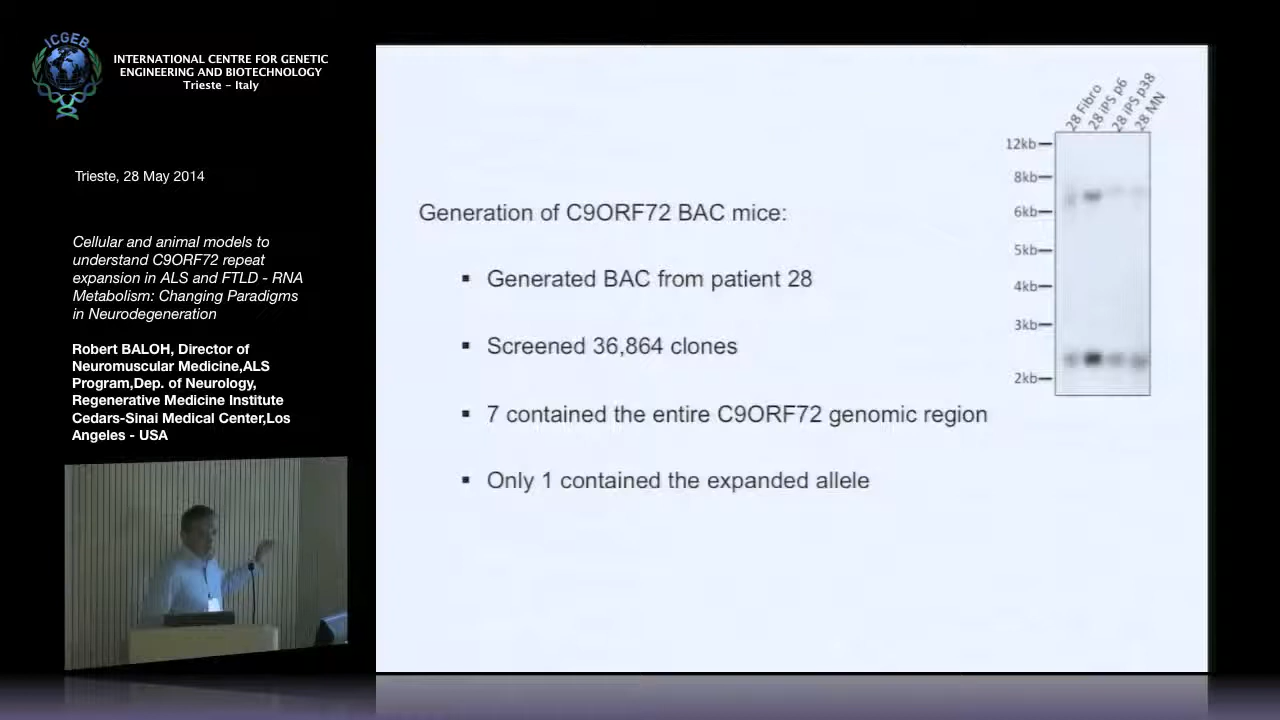 ICGEB
INTERNATIONAL CENTRE FOR GENETIC
ENGINEERING AND BIOTECHNOLOGY
Trieste - Italy
Trieste, 28 May 2014
Cellular and animal models to
understand C9ORF72 repeat
expansion in ALS and FTLD - RNA
Metabolism: Changing Paradigms
in Neurodegeneration
Robert BALOH, Director of
Neuromuscular Medicine,ALS
Program,Dep. of Neurology,
Regenerative Medicine Institute
Cedars-Sinai Medical Center,Los
Angeles - USA
Generation of C9ORF72 BAC mice:
▪ Generated BAC from patient 28
▪ Screened 36,864 clones
▪ 7 contained the entire C9ORF72 genomic region
▪ Only 1 contained the expanded allele
28 Fibro
28 iPS p6
28 iPS p38
28 MN
12kb
8kb
6kb
5kb
4kb
3kb
2kb